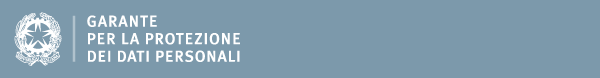 GARANTE
PER LA PROTEZIONE
DEI DATI PERSONALI